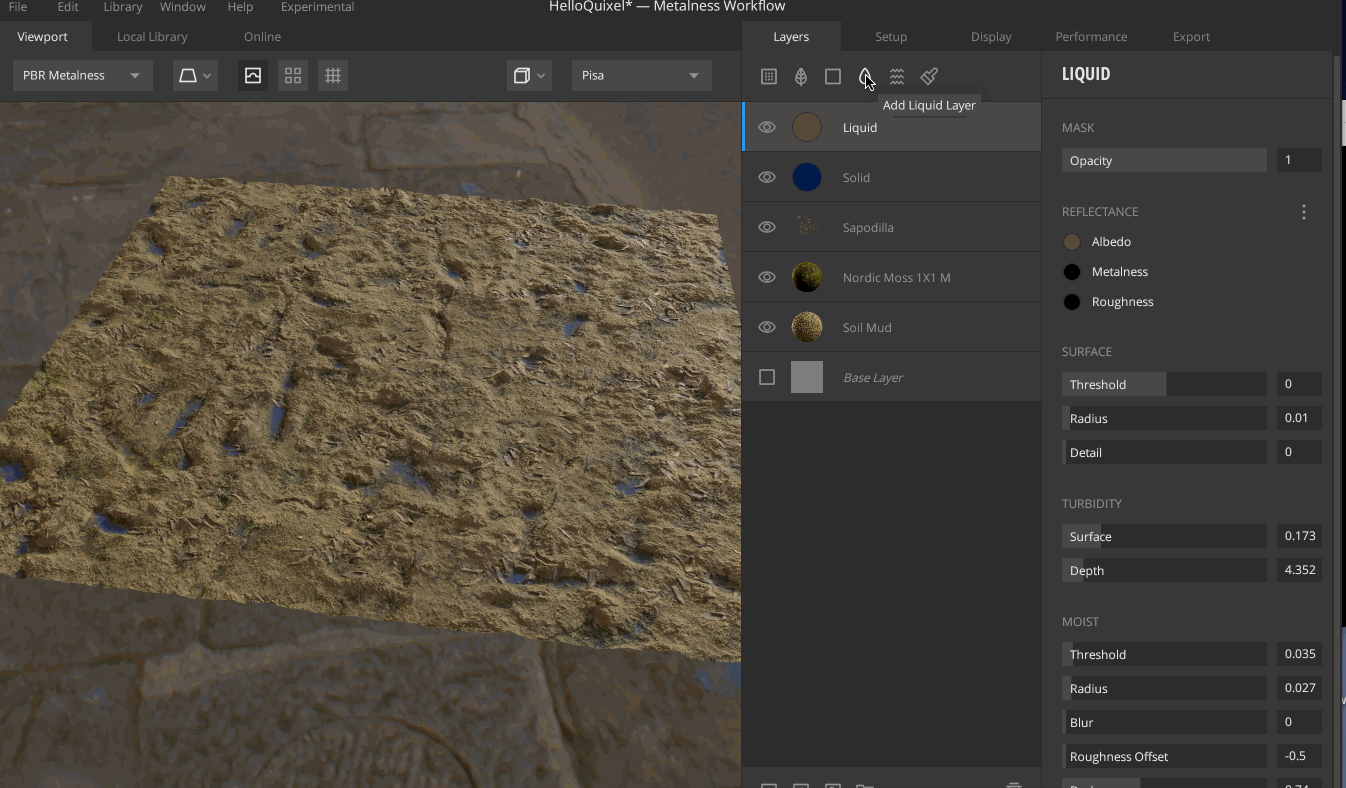 File Edit Library Window Help Experimental HelloQuixel* — Metalness Workflow
Viewport Local Library Online Layers Setup Display Performance Export
PBR Metalness Pisa
LIQUID
Add Liquid Layer
Liquid
Solid
Sapodilla
Nordic Moss 1X1 M
Soil Mud
Base Layer
MASK
Opacity 1
REFLECTANCE
Albedo
Metalness
Roughness
SURFACE
Threshold 0
Radius 0.01
Detail 0
TURBIDITY
Surface 0.173
Depth 4.352
MOIST
Threshold 0.035
Radius 0.027
Blur 0
Roughness Offset -0.5